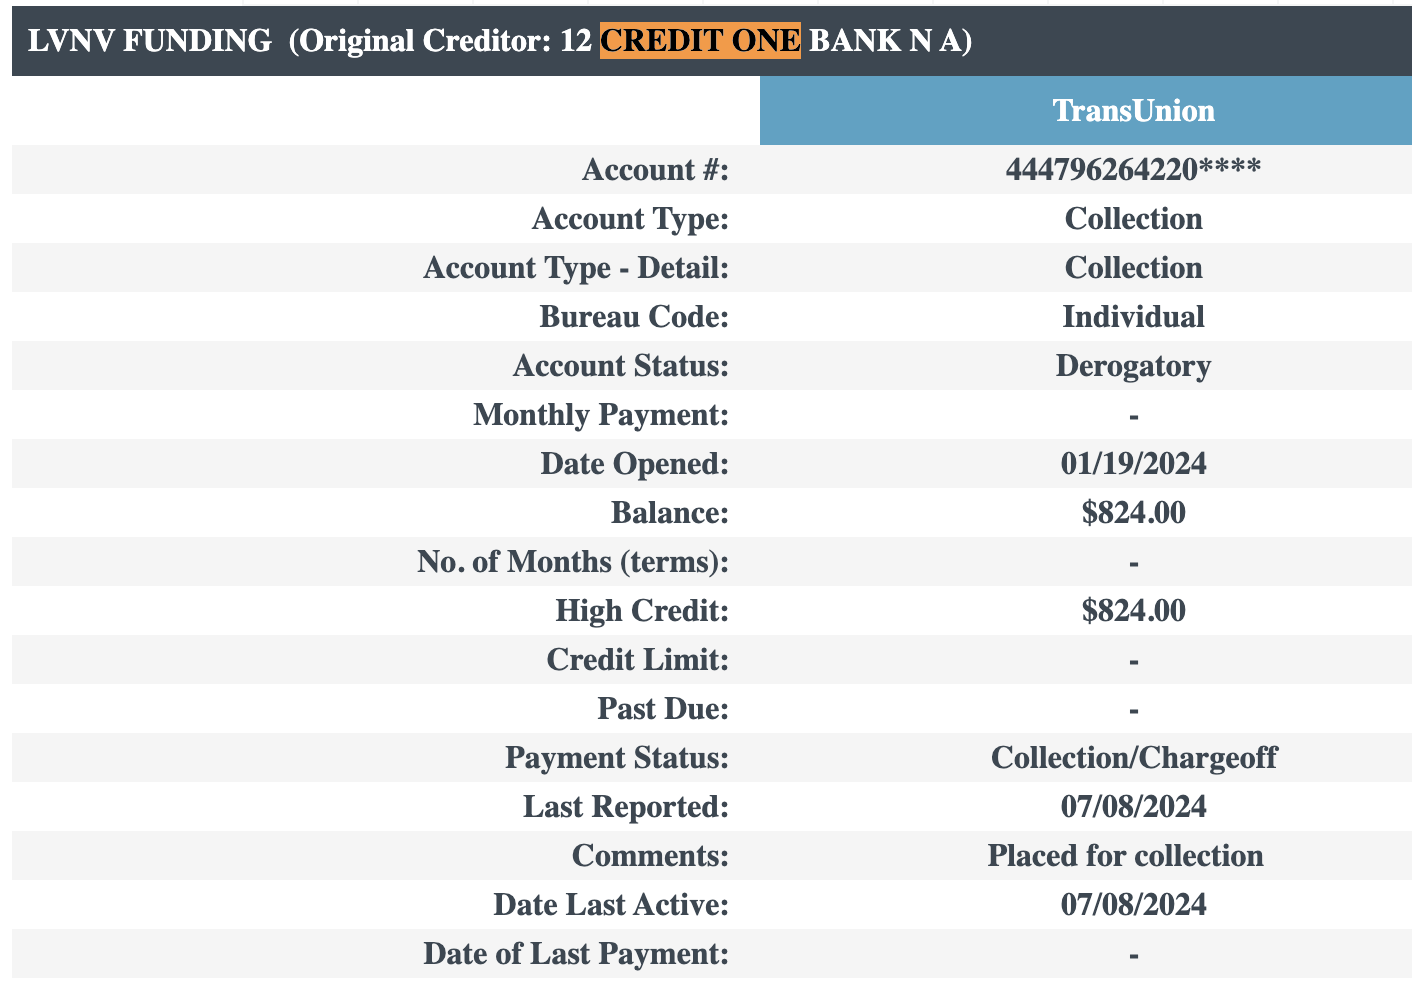 LVNV FUNDING (Original Creditor: 12 CREDIT ONE BANK N A)
TransUnion
Account #: 444796264220****
Account Type: Collection
Account Type - Detail: Collection
Bureau Code: Individual
Account Status: Derogatory
Monthly Payment: -
Date Opened: 01/19/2024
Balance: $824.00
No. of Months (terms): -
High Credit: $824.00
Credit Limit: -
Past Due: -
Payment Status: Collection/Chargeoff
Last Reported: 07/08/2024
Comments: Placed for collection
Date Last Active: 07/08/2024
Date of Last Payment: -